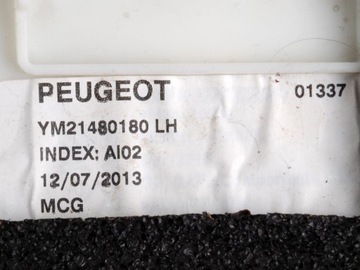 PEUGEOT 01337
YM21480180 LH
INDEX: AI02
12/07/2013
MCG